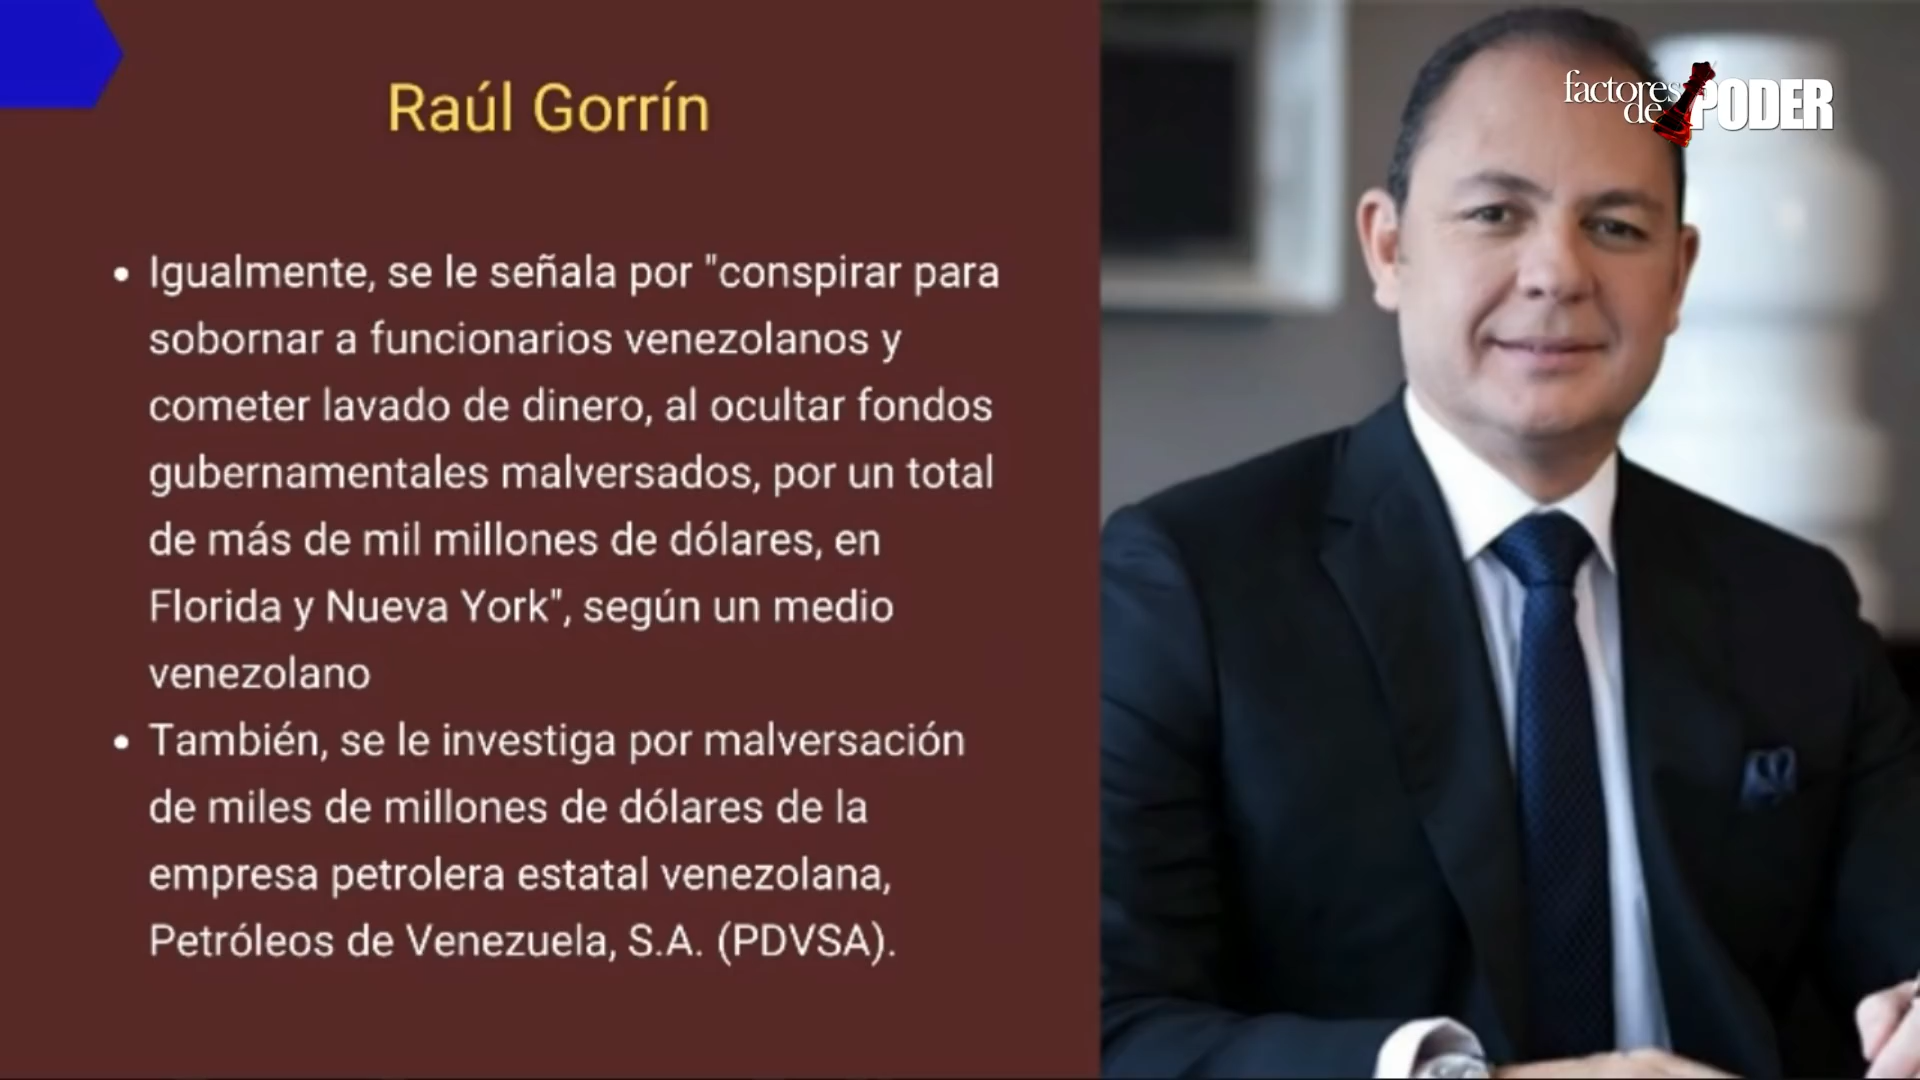 Raúl Gorrín
factores
de PODER
• Igualmente, se le señala por "conspirar para
sobornar a funcionarios venezolanos y
cometer lavado de dinero, al ocultar fondos
gubernamentales malversados, por un total
de más de mil millones de dólares, en
Florida y Nueva York", según un medio
venezolano
• También, se le investiga por malversación
de miles de millones de dólares de la
empresa petrolera estatal venezolana,
Petróleos de Venezuela, S.A. (PDVSA).